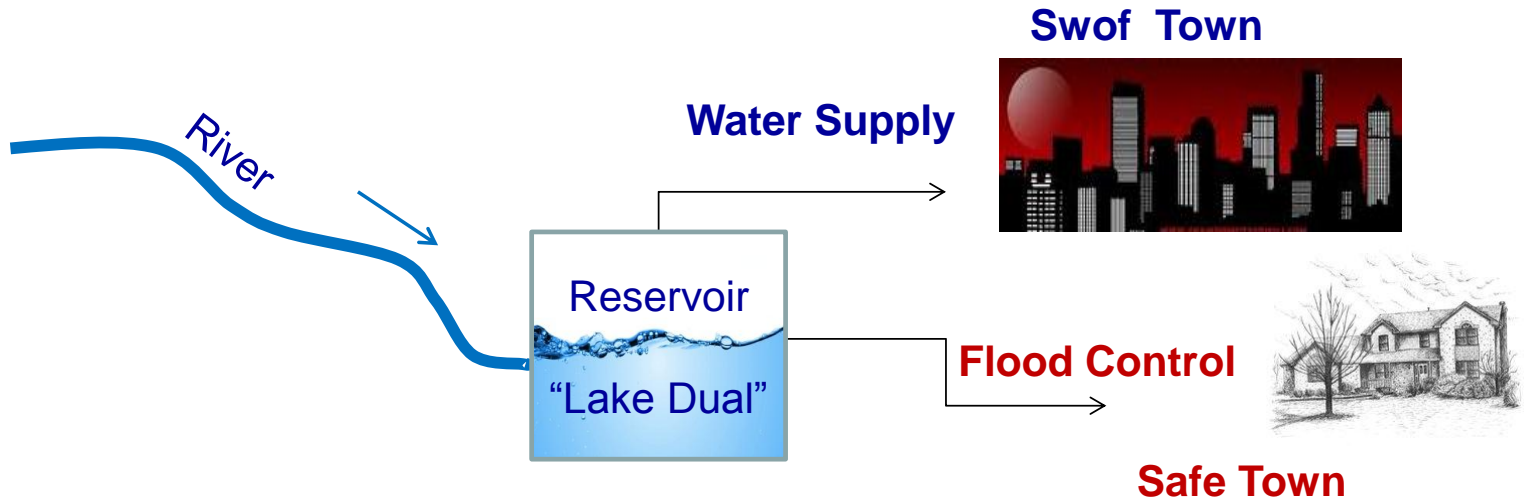 Swof Town
Water Supply
River
Reservoir
“Lake Dual”
Flood Control
Safe Town